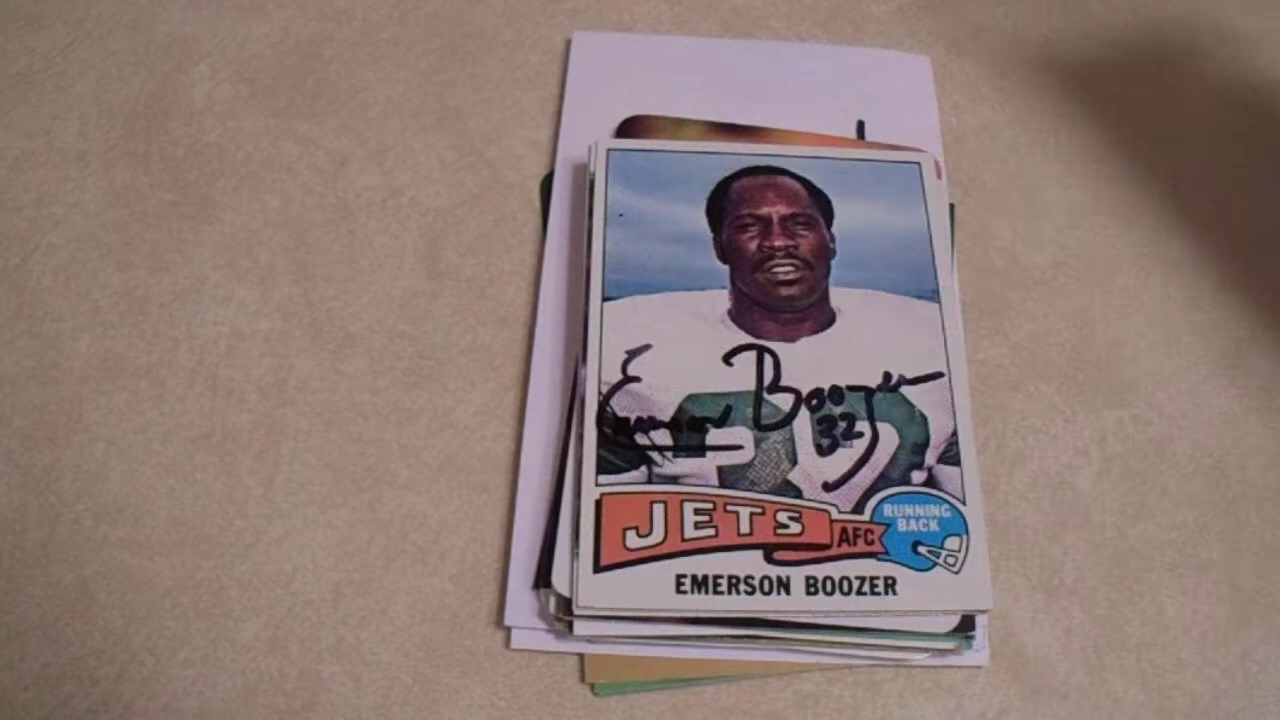 Emerson Boozer
32
JETS
AFC
RUNNING
BACK
EMERSON BOOZER